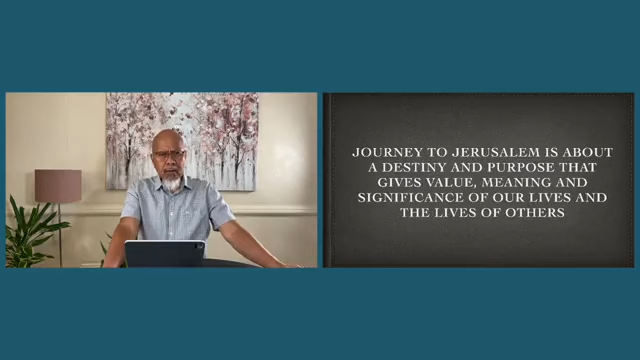 JOURNEY TO JERUSALEM IS ABOUT
A DESTINY AND PURPOSE THAT
GIVES VALUE, MEANING AND
SIGNIFICANCE OF OUR LIVES AND
THE LIVES OF OTHERS